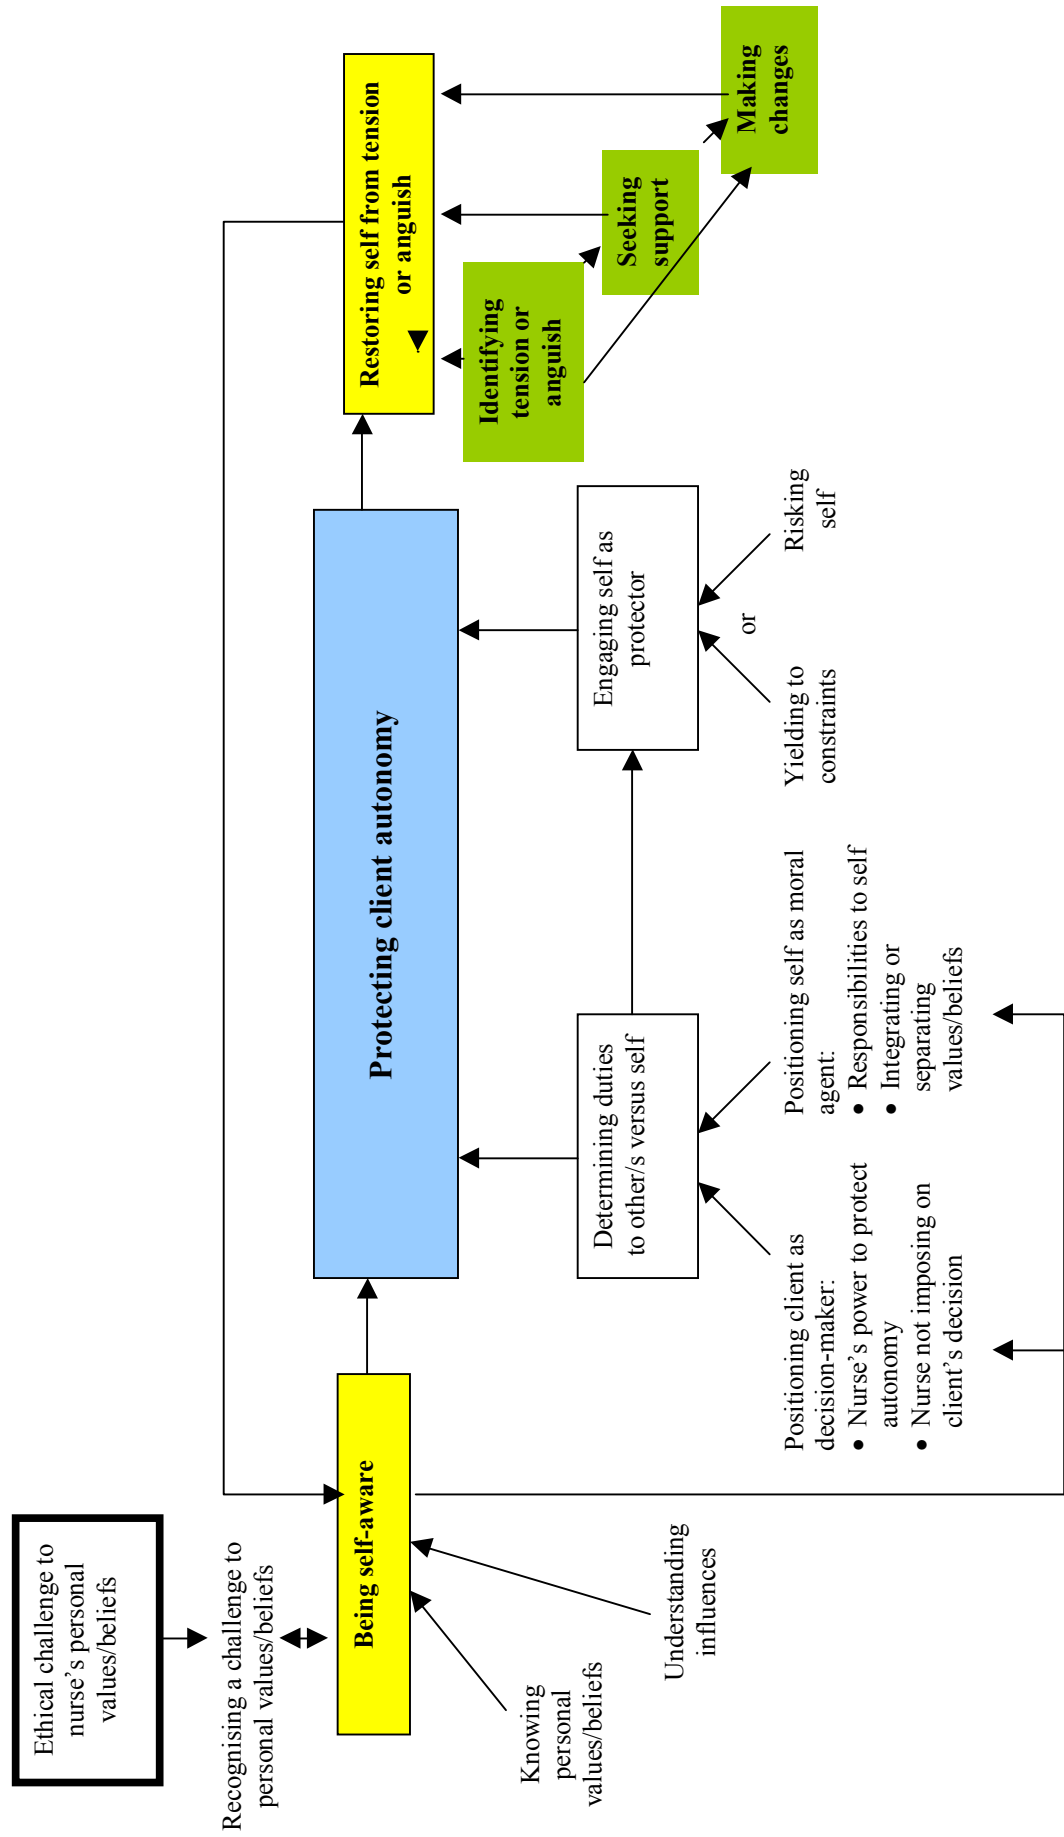 Ethical challenge to
nurse’s personal
values/beliefs
Recognising a challenge to
personal values/beliefs
Being self-aware
Knowing
personal
values/beliefs
Understanding
influences
Protecting client autonomy
Determining duties
to other/s versus self
Positioning client as
decision-maker:
• Nurse’s power to protect
autonomy
• Nurse not imposing on
client’s decision
Positioning self as moral
agent:
• Responsibilities to self
• Integrating or
separating
values/beliefs
Engaging self as
protector
Yielding to
constraints
or
Risking
self
Restoring self from tension
or anguish
Identifying
tension or
anguish
Seeking
support
Making
changes